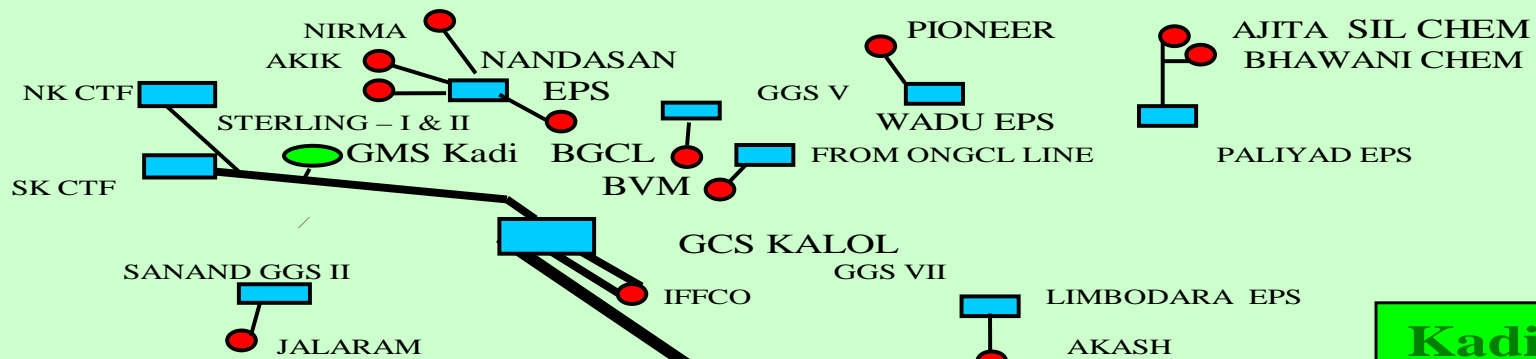 NIRMA
PIONEER
AJITA SIL CHEM
AKIK
NANDASAN
BHAWANI CHEM
NK CTF
EPS
GGS V
STERLING – I & II
WADU EPS
GMS Kadi
BGCL
FROM ONGCL LINE
PALIYAD EPS
SK CTF
BVM
GCS KALOL
SANAND GGS II
GGS VII
IFFCO
LIMBODARA EPS
JALARAM
AKASH
Kadi